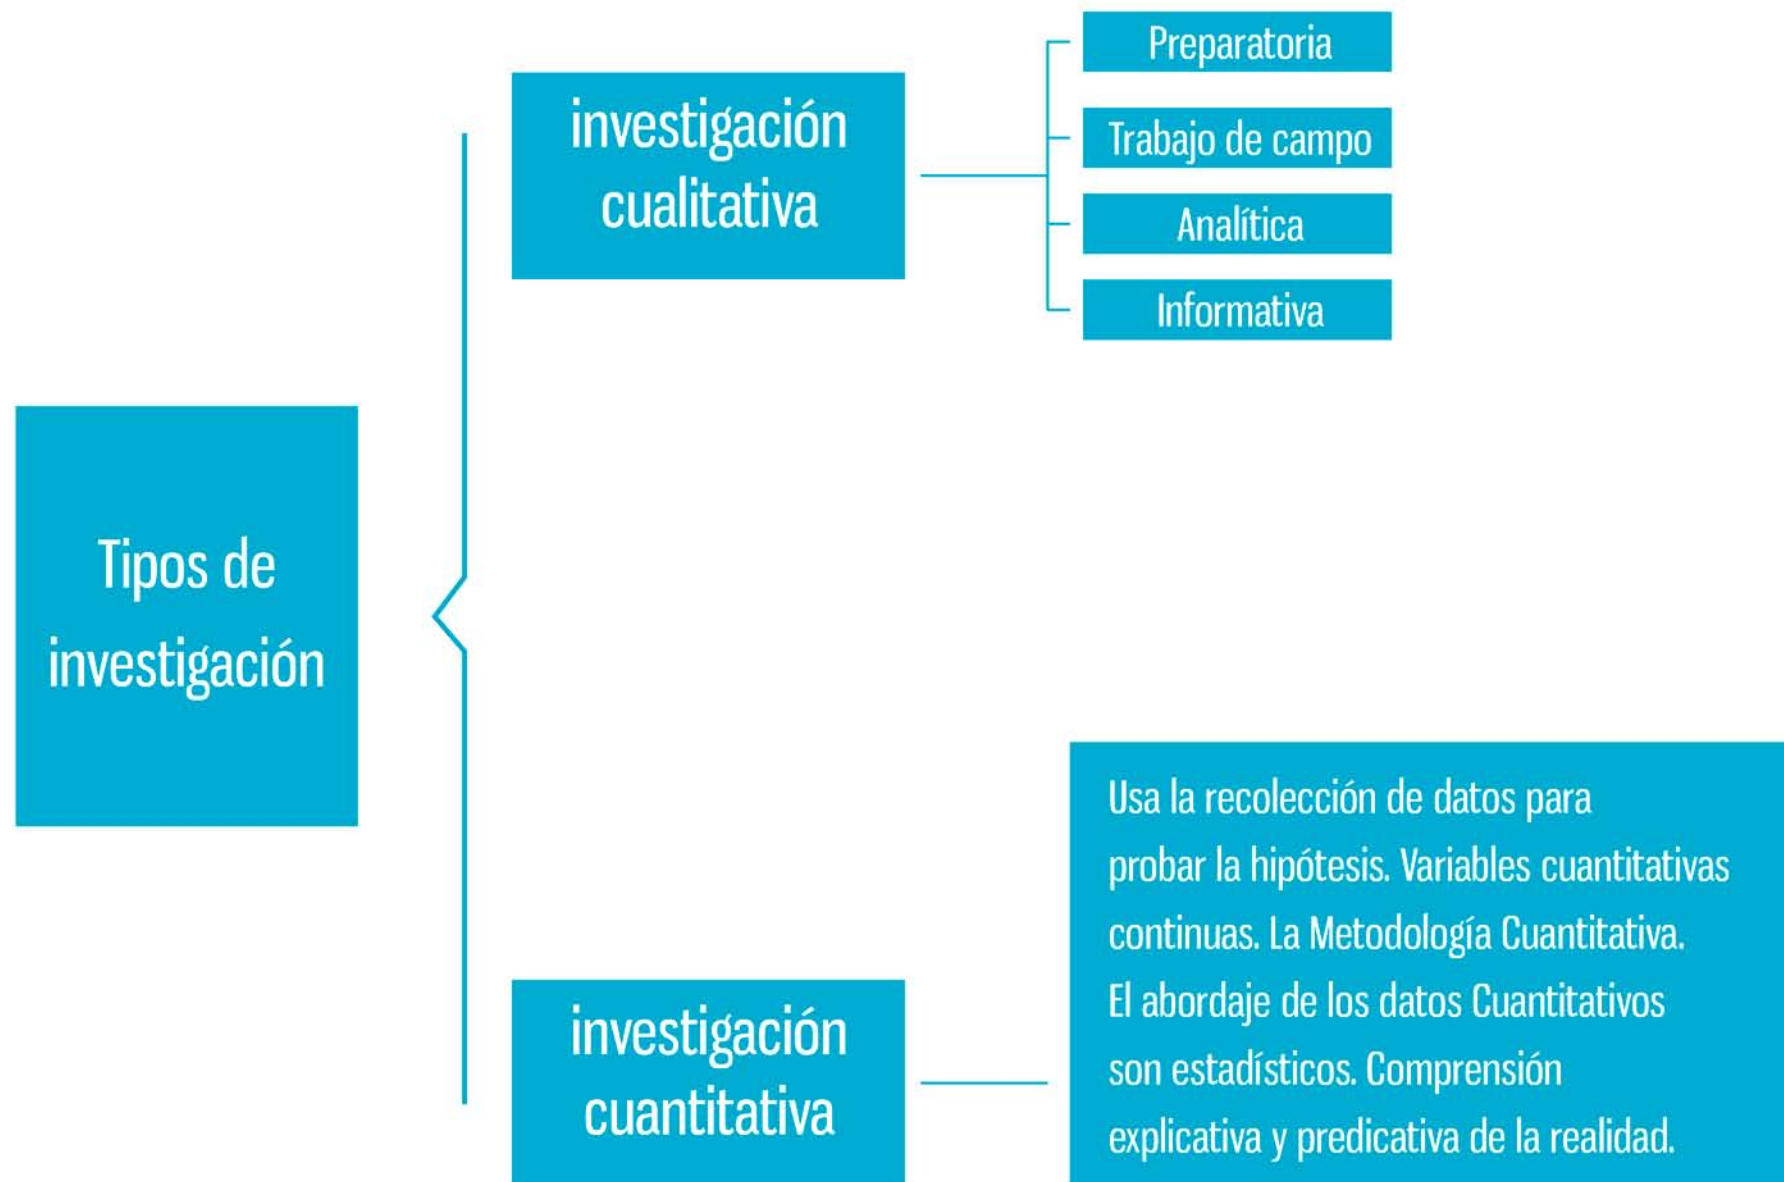 Tipos de
investigación
investigación
cualitativa
Preparatoria
Trabajo de campo
Analítica
Informativa
investigación
cuantitativa
Usa la recolección de datos para
probar la hipótesis. Variables cuantitativas
continuas. La Metodología Cuantitativa.
El abordaje de los datos Cuantitativos
son estadísticos. Comprensión
explicativa y predicativa de la realidad.